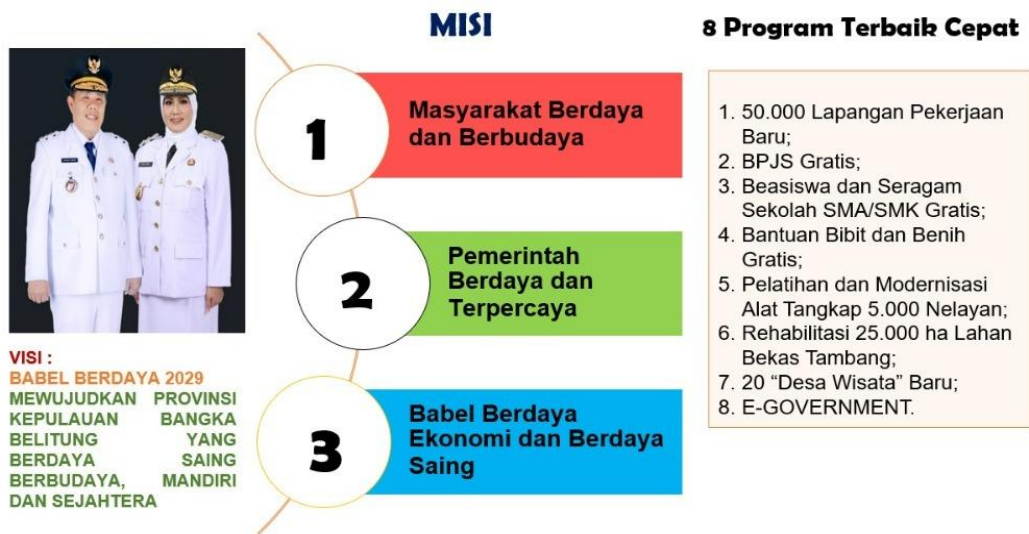 MISI
8 Program Terbaik Cepat
1
Masyarakat Berdaya
dan Berbudaya
2
Pemerintah
Berdaya dan
Terpercaya
3
Babel Berdaya
Ekonomi dan Berdaya
Saing
VISI :
BABEL BERDAYA 2029
MEWUJUDKAN PROVINSI
KEPULAUAN BANGKA
BELITUNG YANG
BERDAYA SAING
BERBUDAYA, MANDIRI
DAN SEJAHTERA
1. 50.000 Lapangan Pekerjaan
Baru;
2. BPJS Gratis;
3. Beasiswa dan Seragam
Sekolah SMA/SMK Gratis;
4. Bantuan Bibit dan Benih
Gratis;
5. Pelatihan dan Modernisasi
Alat Tangkap 5.000 Nelayan;
6. Rehabilitasi 25.000 ha Lahan
Bekas Tambang;
7. 20 “Desa Wisata” Baru;
8. E-GOVERNMENT.